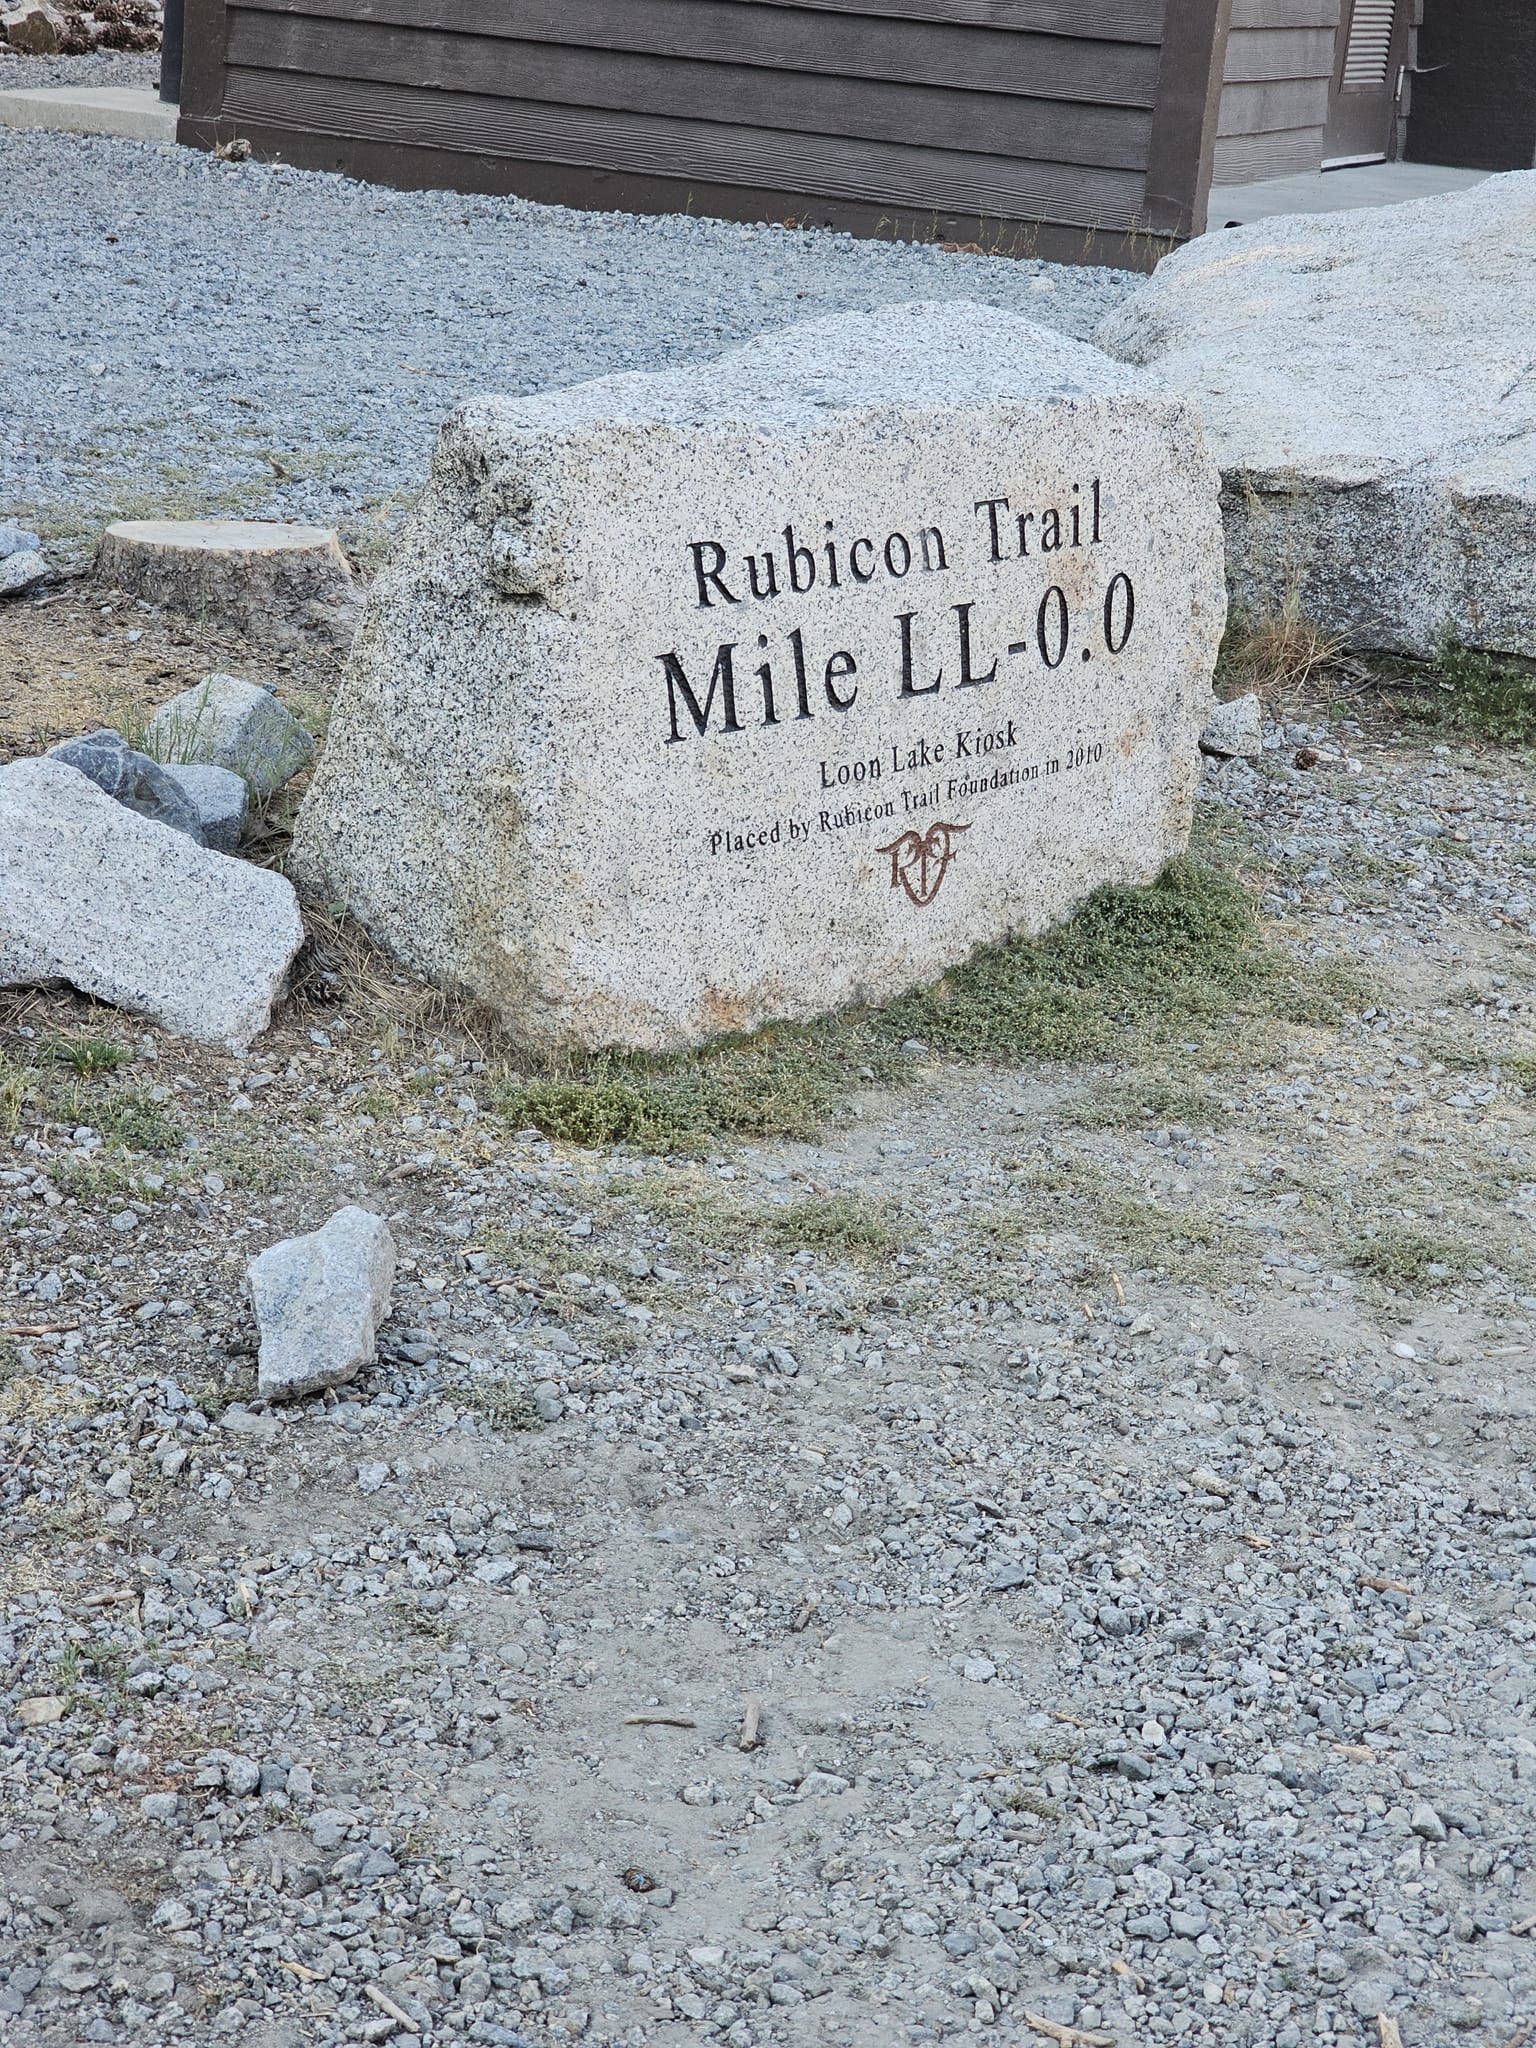 Rubicon Trail
Mile LL-0.0
Loon Lake Kiosk
Placed by Rubicon Trail Foundation in 2010
RTF